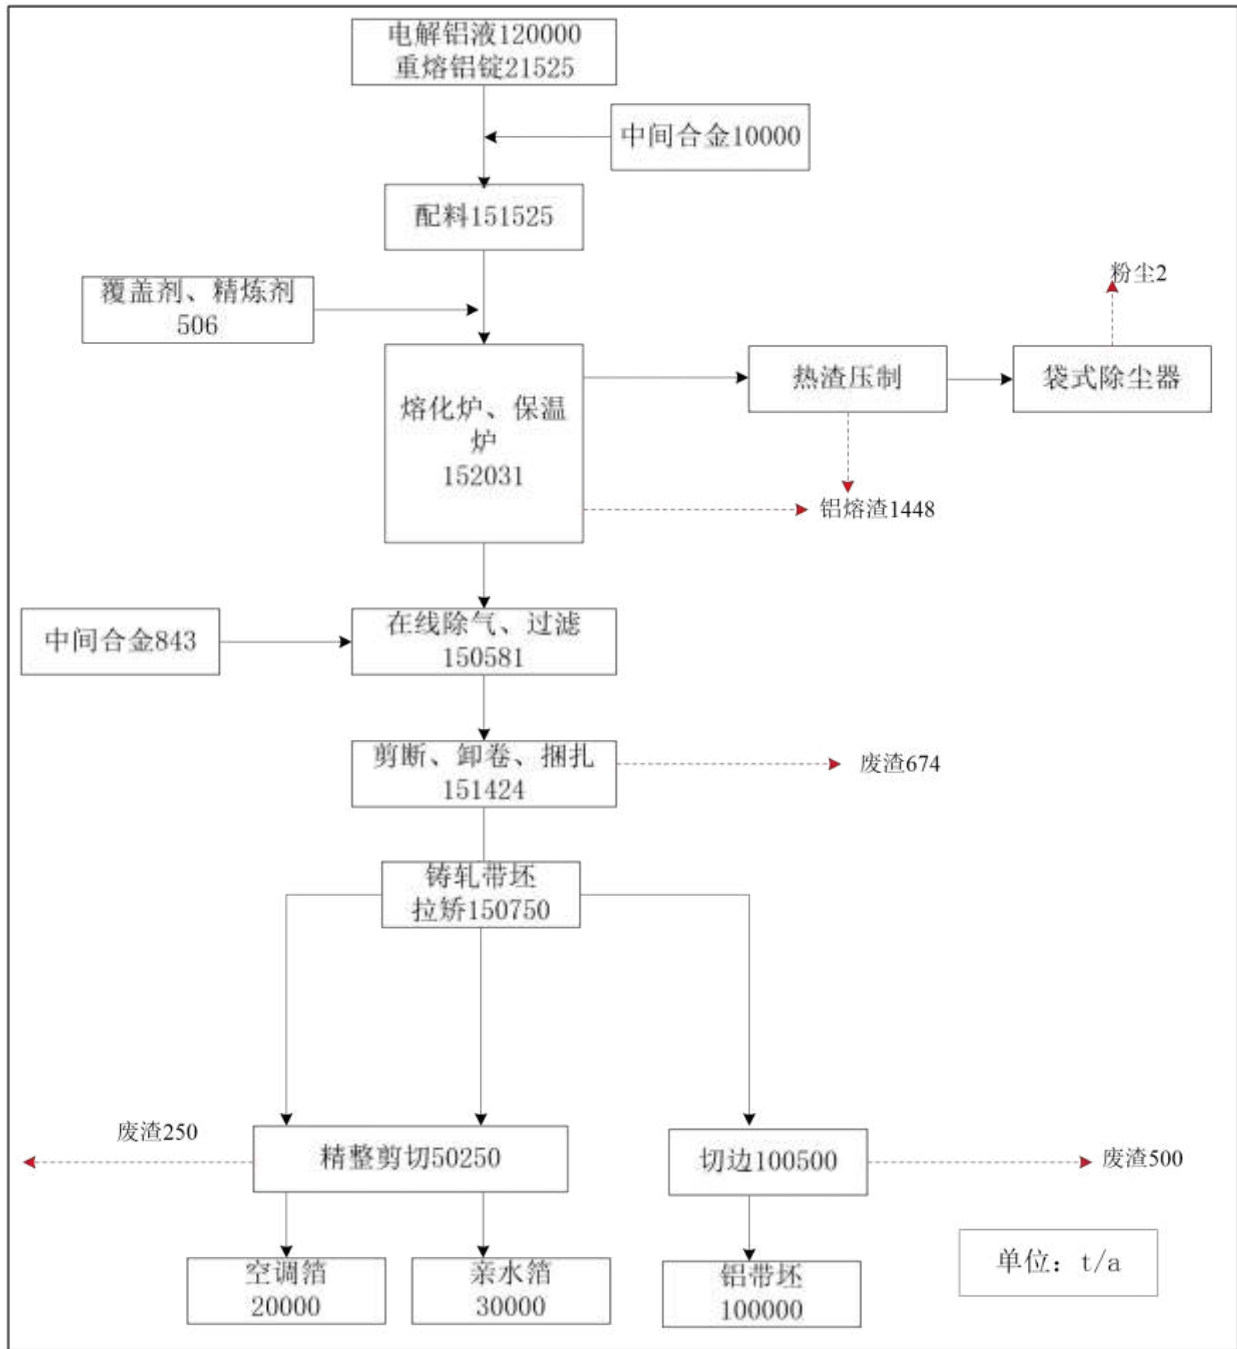 电解铝液120000
重熔铝锭21525
中间合金10000
配料151525
覆盖剂、精炼剂
506
粉尘2
熔化炉、保温
炉
152031
热渣压制
袋式除尘器
铝熔渣1448
中间合金843
在线除气、过滤
150581
剪断、卸卷、捆扎
151424
废渣674
铸轧带坯
拉矫150750
废渣250
精整剪切50250
切边100500
废渣500
空调箔
20000
亲水箔
30000
铝带坯
100000
单位：t/a